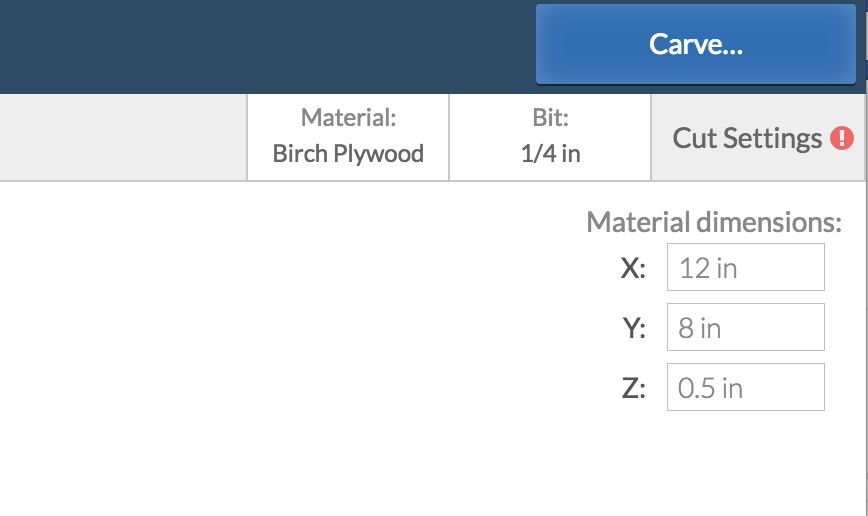 Carve...
Material:
Birch Plywood
Bit:
1/4 in
Cut Settings !
Material dimensions:
X: 12 in
Y: 8 in
Z: 0.5 in